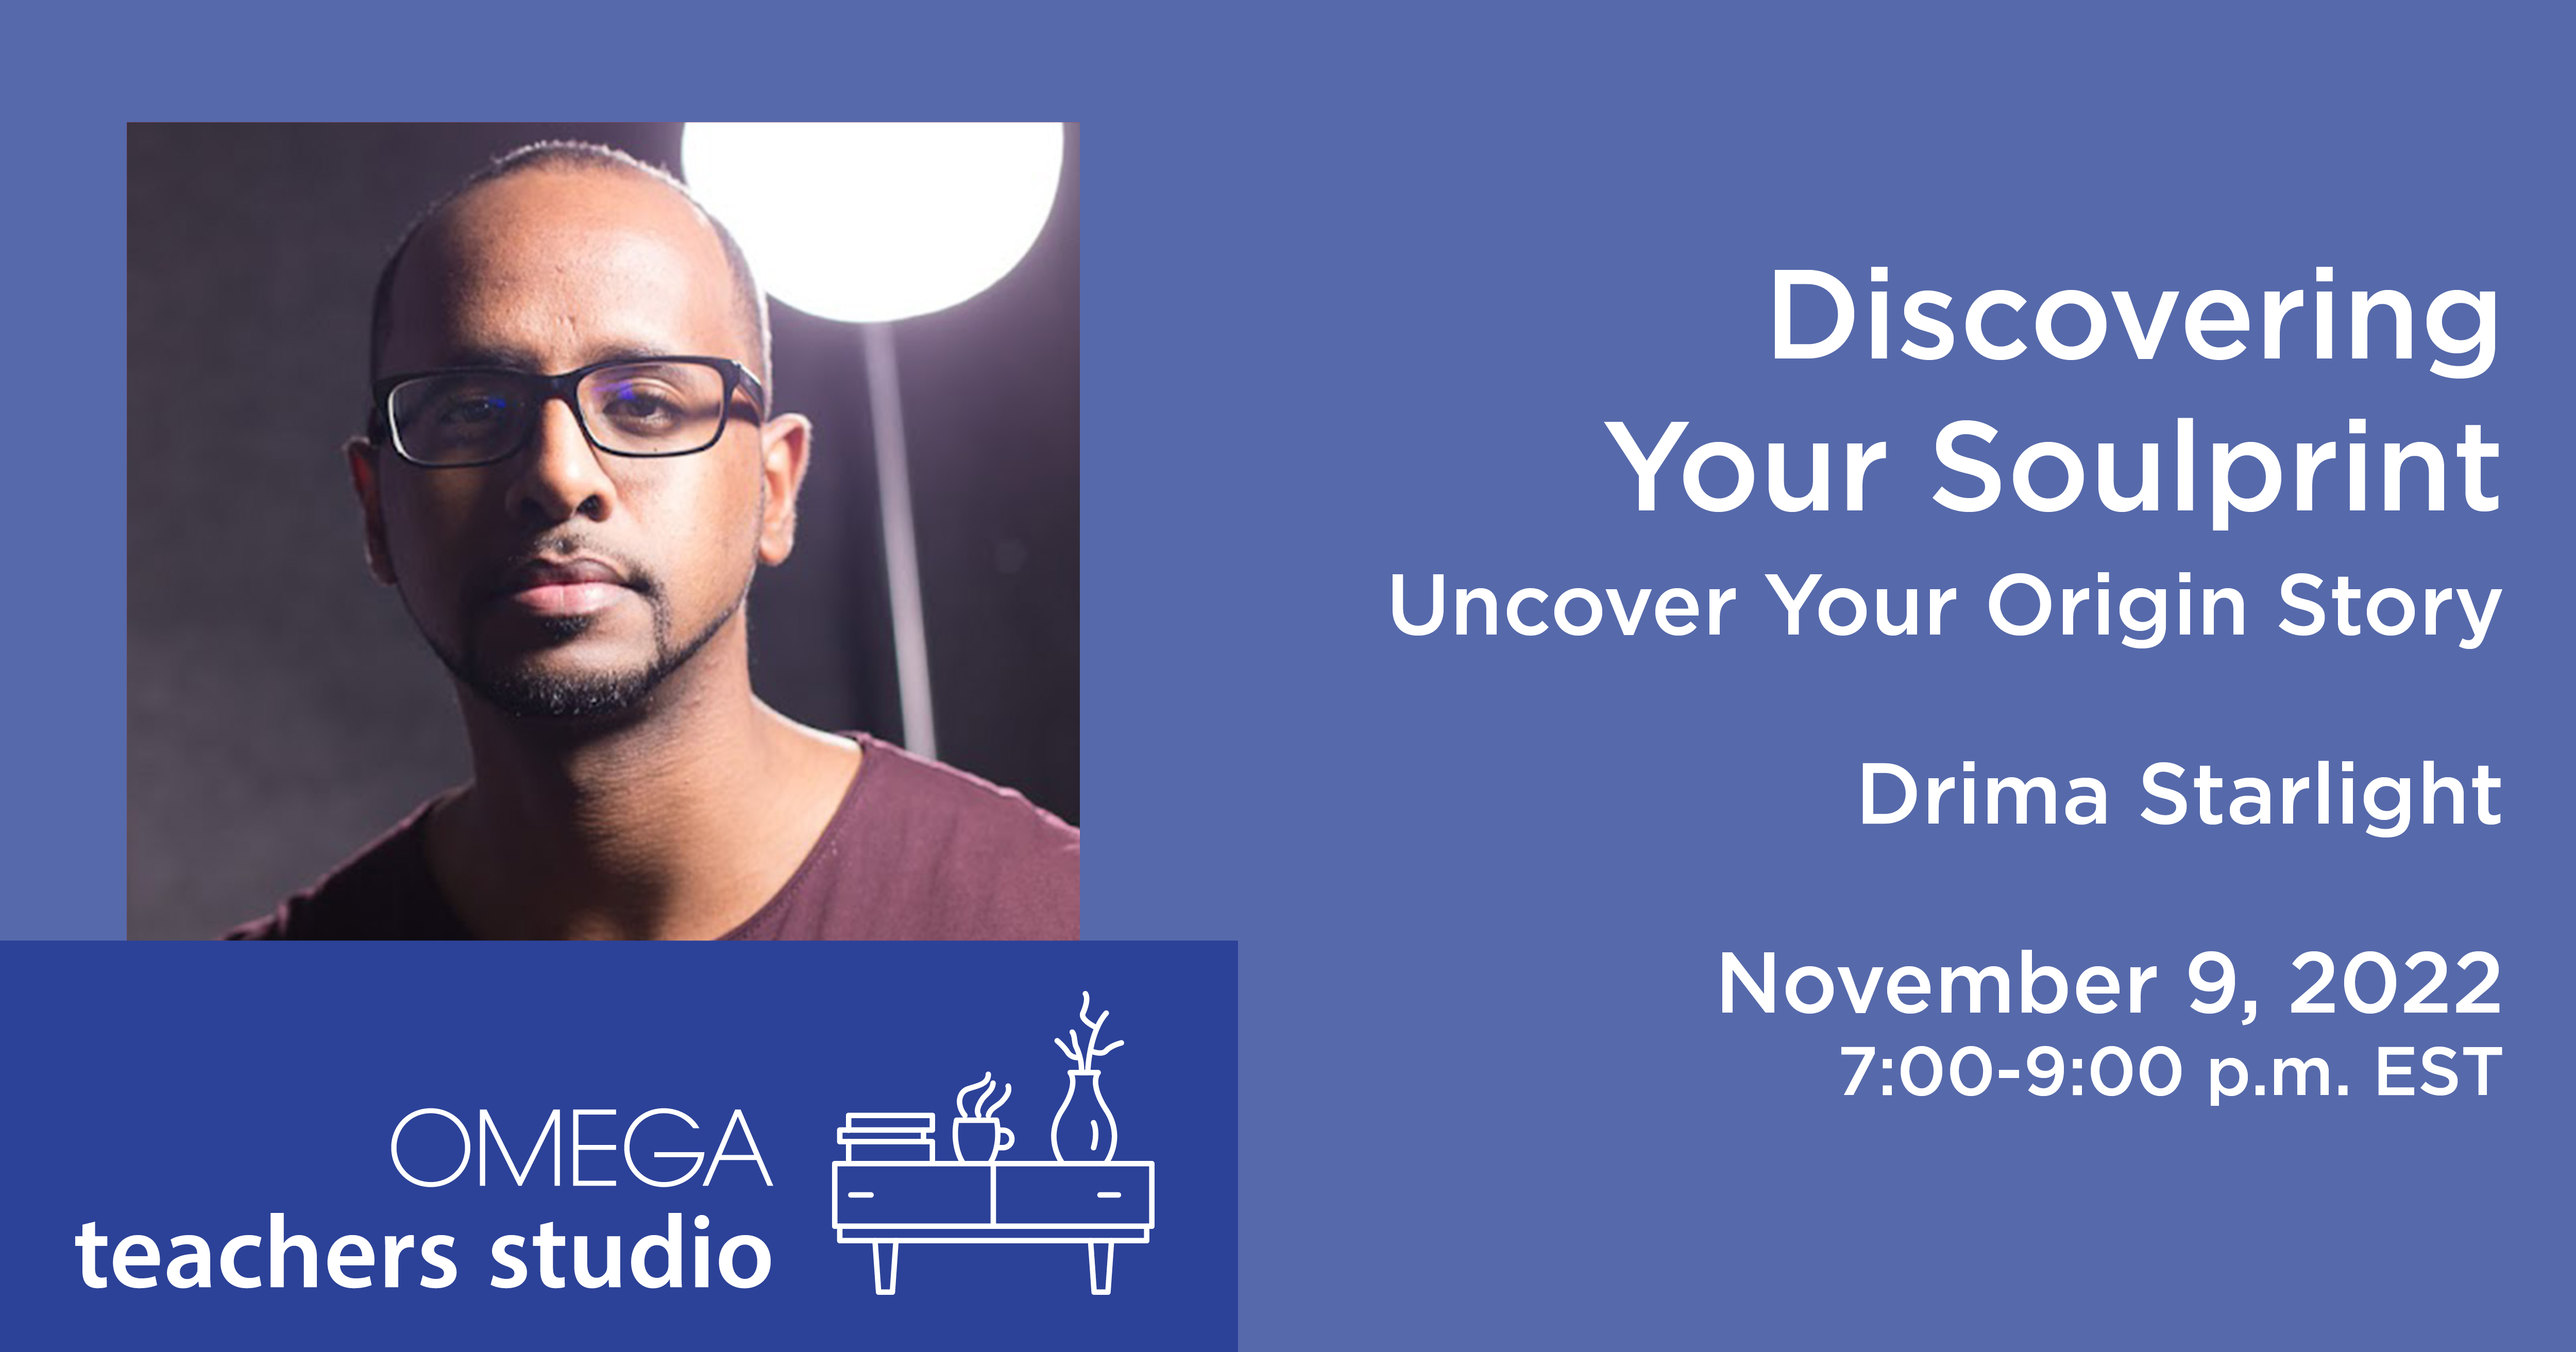 Discovering
Your Soulprint
Uncover Your Origin Story
Drima Starlight
November 9, 2022
7:00-9:00 p.m. EST
OMEGA
teachers studio